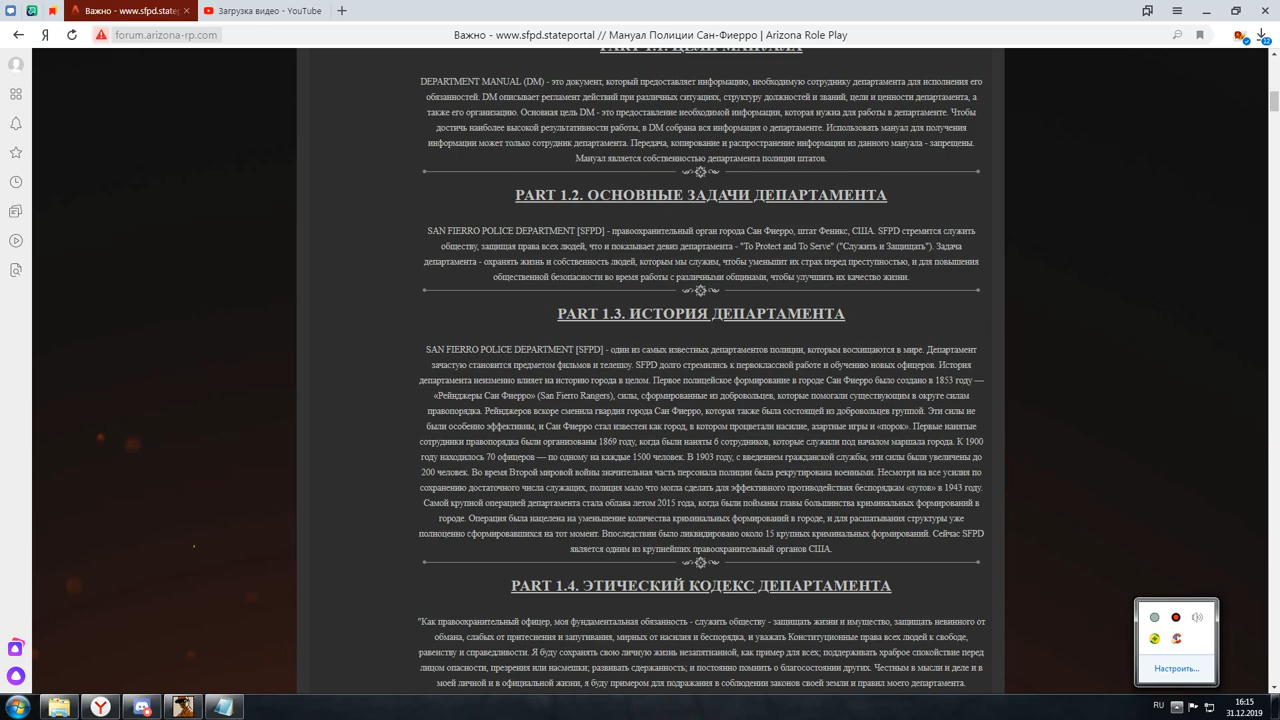 Важно - www.sfpd.statep
Загрузка видео - YouTube
Я
forum.arizona-rp.com
Важно - www.sfpd.stateportal // Мануал Полиции Сан-Фиерро | Arizona Role Play
12
PART 1.1. ЦЕЛИ МАНУАЛА
DEPARTMENT MANUAL (DM) - это документ, который предоставляет информацию, необходимую сотруднику департамента для исполнения его
обязанностей. DM описывает регламент действий при различных ситуациях, структуру должностей и званий, цели и ценности департамента, а
также его организацию. Основная цель DM - это предоставление необходимой информации, которая нужна для работы в департаменте. Чтобы
достичь наиболее высокой результативности работы, в DM собрана вся информация о департаменте. Использовать мануал для получения
информации может только сотрудник департамента. Передача, копирование и распространение информации из данного мануала - запрещены.
Мануал является собственностью департамента полиции штатов.
PART 1.2. ОСНОВНЫЕ ЗАДАЧИ ДЕПАРТАМЕНТА
SAN FIERRO POLICE DEPARTMENT [SFPD] - правоохранительный орган города Сан Фиерро, штат Феникс, США. SFPD стремится служить
обществу, защищая права всех людей, что и показывает девиз департамента - "To Protect and To Serve" ("Служить и Защищать"). Задача
департамента - охранять жизнь и собственность людей, которым мы служим, чтобы уменьшит их страх перед преступностью, и для повышения
общественной безопасности во время работы с различными общинами, чтобы улучшить их качество жизни.
PART 1.3. ИСТОРИЯ ДЕПАРТАМЕНТА
SAN FIERRO POLICE DEPARTMENT [SFPD] - один из самых известных департаментов полиции, которым восхищаются в мире. Департамент
зачастую становится предметом фильмов и телешоу. SFPD долго стремились к первоклассной работе и обучению новых офицеров. История
департамента неизменно влияет на историю города в целом. Первое полицейское формирование в городе Сан Фиерро было создано в 1853 году —
«Рейнджеры Сан Фиерро» (San Fierro Rangers), силы, сформированные из добровольцев, которые помогали существующим в округе силам
правопорядка. Рейнджеров вскоре сменила гвардия города Сан Фиерро, которая также была состоящей из добровольцев группой. Эти силы не
были особенно эффективны, и Сан Фиерро стал известен как город, в котором процветали насилие, азартные игры и «порок». Первые нанятые
сотрудники правопорядка были организованы 1869 году, когда были наняты 6 сотрудников, которые служили под началом маршала города. К 1900
году находилось 70 офицеров — по одному на каждые 1500 человек. В 1903 году, с введением гражданской службы, эти силы были увеличены до
200 человек. Во время Второй мировой войны значительная часть персонала полиции была рекрутирована военными. Несмотря на все усилия по
сохранению достаточного числа служащих, полиция мало что могла сделать для эффективного противодействия беспорядкам «зутов» в 1943 году.
Самой крупной операцией департамента стала облава летом 2015 года, когда были пойманы главы большинства криминальных формирований в
городе. Операция была нацелена на уменьшение количества криминальных формирований в городе, и для расшатывания структуры уже
полноценно сформировавшихся на тот момент. Впоследствии было ликвидировано около 15 крупных криминальных формирований. Сейчас SFPD
является одним из крупнейших правоохранительный органов США.
PART 1.4. ЭТИЧЕСКИЙ КОДЕКС ДЕПАРТАМЕНТА
"Как правоохранительный офицер, моя фундаментальная обязанность - служить обществу - защищать жизни и имущество, защищать невинного от
обмана, слабых от притеснения и запугивания, мирных от насилия и беспорядка, и уважать Конституционные права всех людей к свободе,
равенству и справедливости. Я буду сохранять свою личную жизнь незапятнанной, как пример для всех; поддерживать храброе спокойствие перед
лицом опасности, презрения или насмешки; развивать сдержанность; и постоянно помнить о благосостоянии других. Честным в мысли и деле и в
моей личной и в официальной жизни, я буду примером для подражания в соблюдении законов своей земли и правил моего департамента.
Настроить...
RU
16:15
31.12.2019